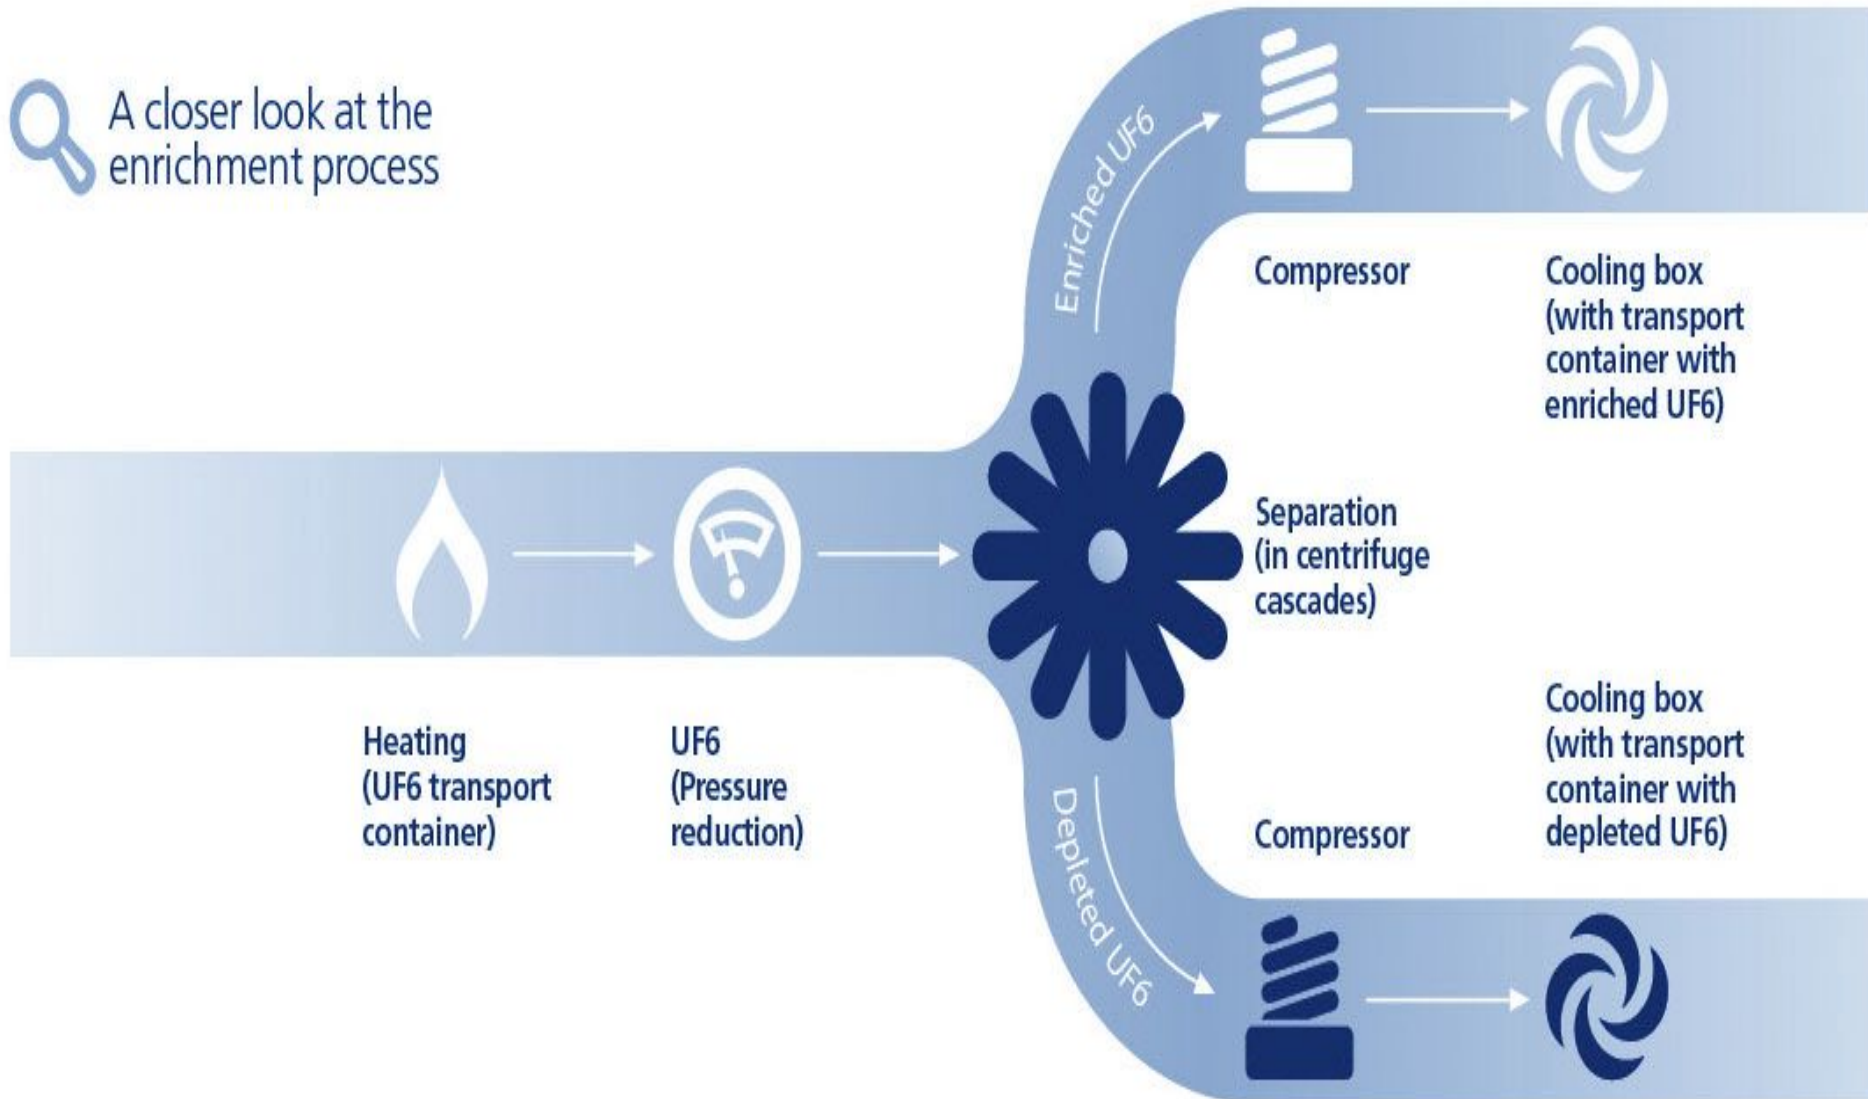 A closer look at the
enrichment process
Enriched UF6
Compressor
Cooling box
(with transport
container with
enriched UF6)
Separation
(in centrifuge
cascades)
Heating
(UF6 transport
container)
UF6
(Pressure
reduction)
Depleted UF6
Compressor
Cooling box
(with transport
container with
depleted UF6)